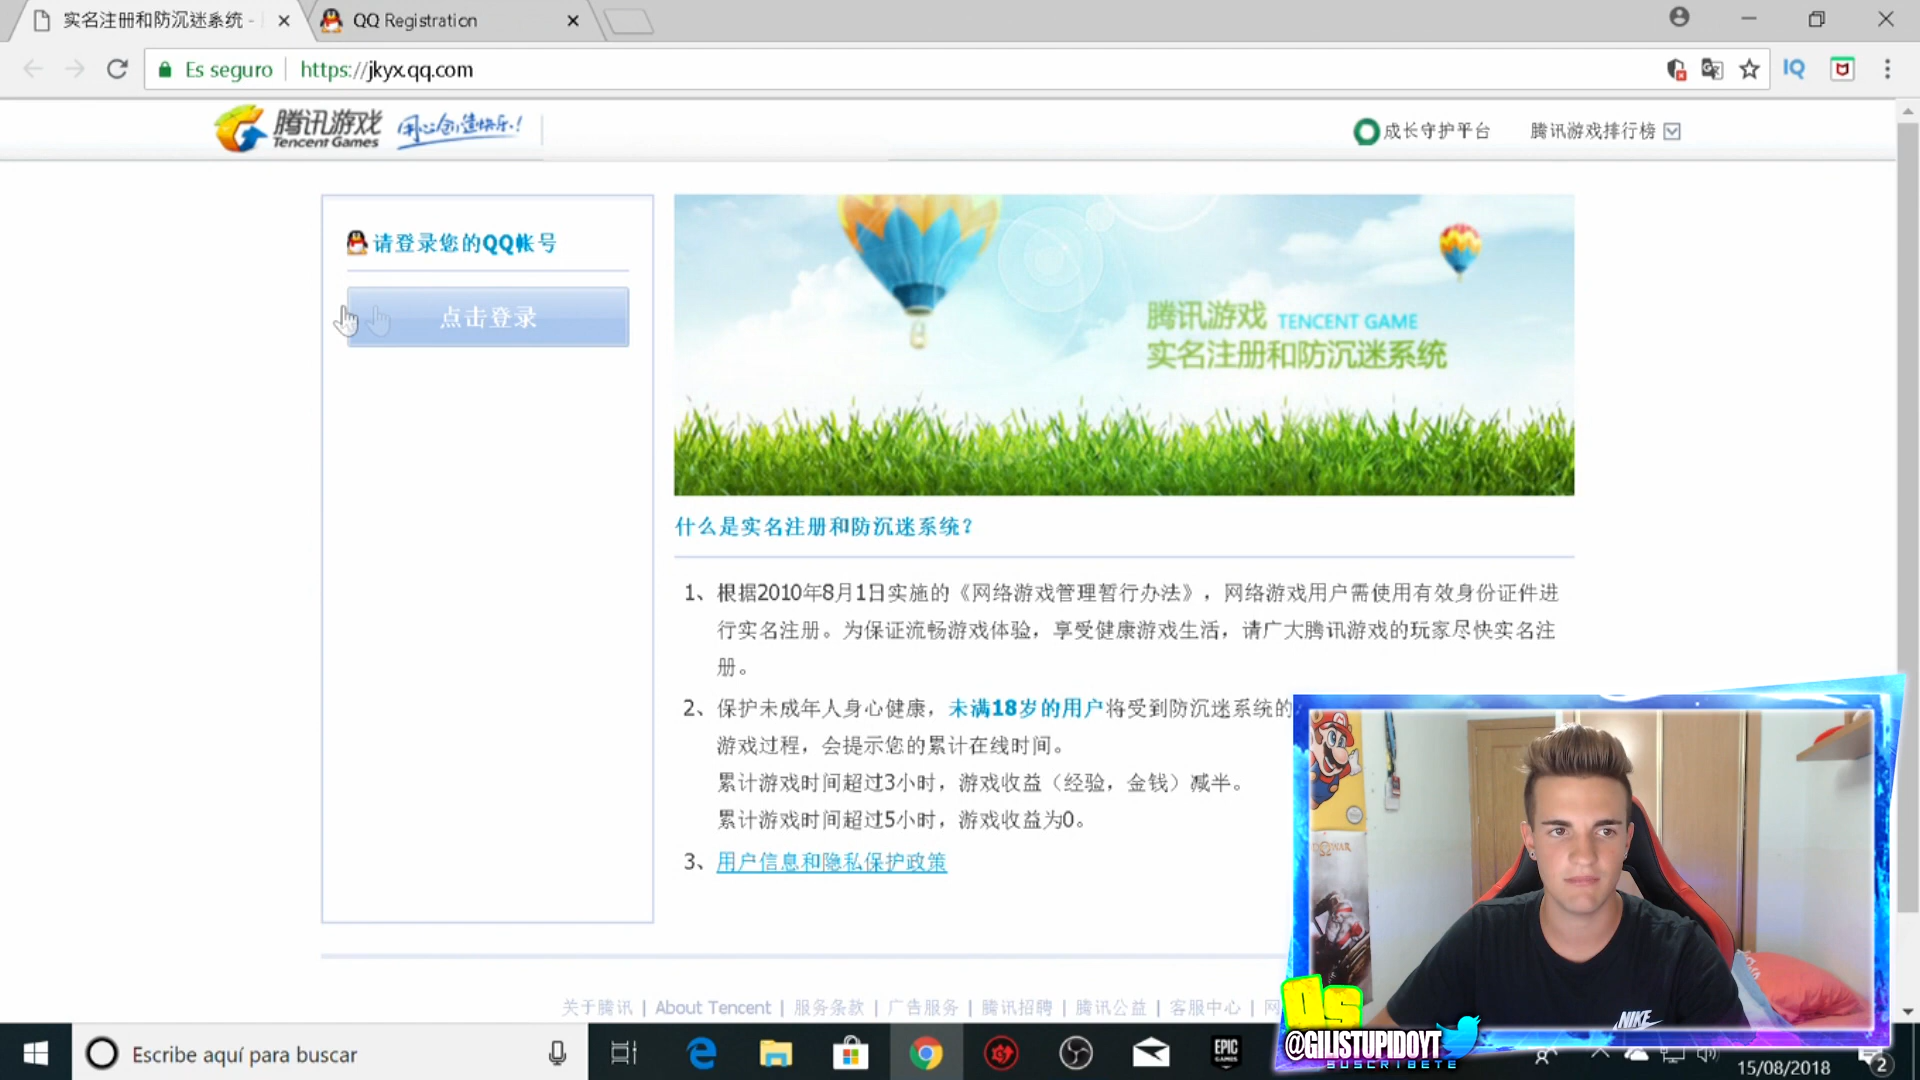 实名注册和防沉迷系统 -
QQ Registration
Es seguro
https://jkyx.qq.com
IQ
腾讯游戏
Tencent Games
用心创造快乐!
成长守护平台
腾讯游戏排行榜
请登录您的QQ帐号
点击登录
腾讯游戏 TENCENT GAME
实名注册和防沉迷系统
什么是实名注册和防沉迷系统？
1、根据2010年8月1日实施的《网络游戏管理暂行办法》，网络游戏用户需使用有效身份证件进
行实名注册。为保证流畅游戏体验，享受健康游戏生活，请广大腾讯游戏的玩家尽快实名注
册。
2、保护未成年人身心健康，未满18岁的用户将受到防沉迷系统的
游戏过程，会提示您的累计在线时间。
累计游戏时间超过3小时，游戏收益（经验，金钱）减半。
累计游戏时间超过5小时，游戏收益为0。
3、用户信息和隐私保护政策
关于腾讯 | About Tencent | 服务条款 | 广告服务 | 腾讯招聘 | 腾讯公益 | 客服中心 | 网
NIKE
@GILISTUPIDOYT
SUSCRIBETE
Escribe aquí para buscar
EPIC
GAMES
15/08/2018
2